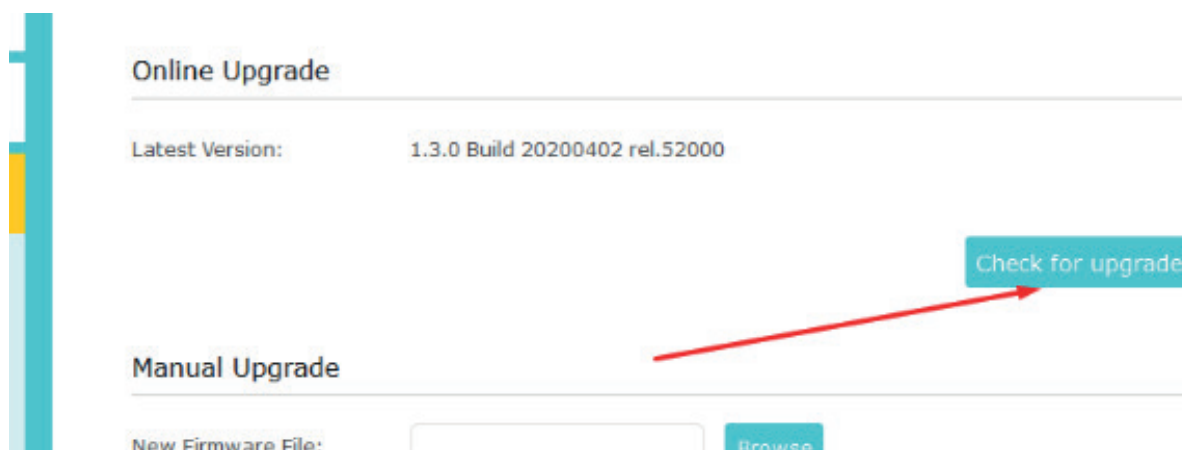 Online Upgrade
Latest Version: 1.3.0 Build 20200402 rel.52000
Check for upgrade
Manual Upgrade
New Firmware File: Browse